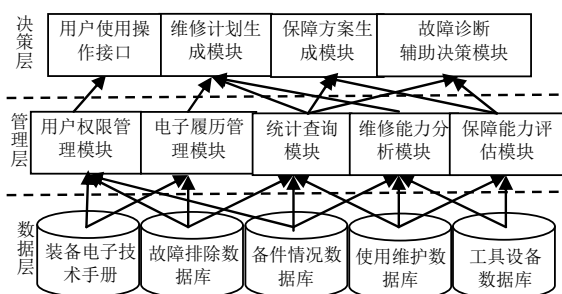 决策层
用户使用操
作接口
维修计划生
成模块
保障方案生
成模块
故障诊断
辅助决策模块
管理层
用户权限管
理模块
电子履历管
理模块
统计查询
模块
维修能力分
析模块
保障能力评
估模块
数据层
装备电子技
术手册
故障排除数
据库
备件情况数
据库
使用维护数
据库
工具设备
数据库